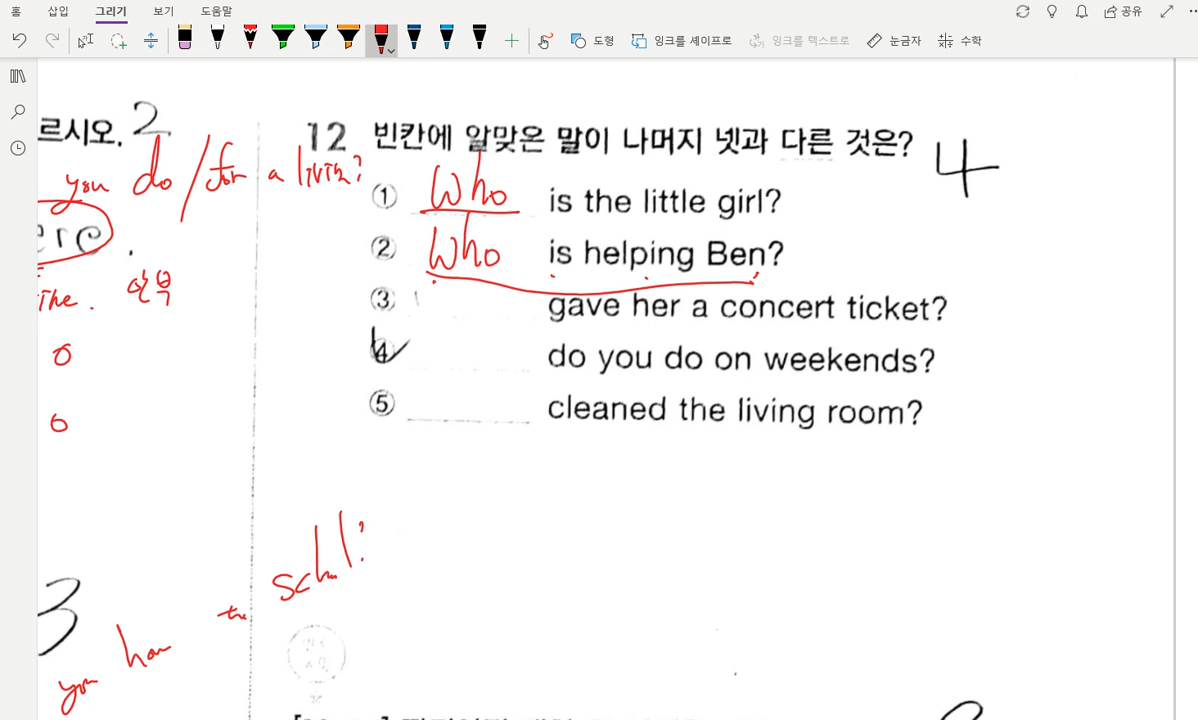 홈 삽입 그리기 보기 도움말
공유
도형 잉크를 셰이프로 잉크를 텍스트로 눈금자 수학
르시오. 2
you do / for a
ere.
the.
o
o
3
you
the
12 빈칸에 알맞은 말이 나머지 넷과 다른 것은? 4
① Who is the little girl?
② Who is helping Ben?
③ gave her a concert ticket?
④ do you do on weekends?
⑤ cleaned the living room?